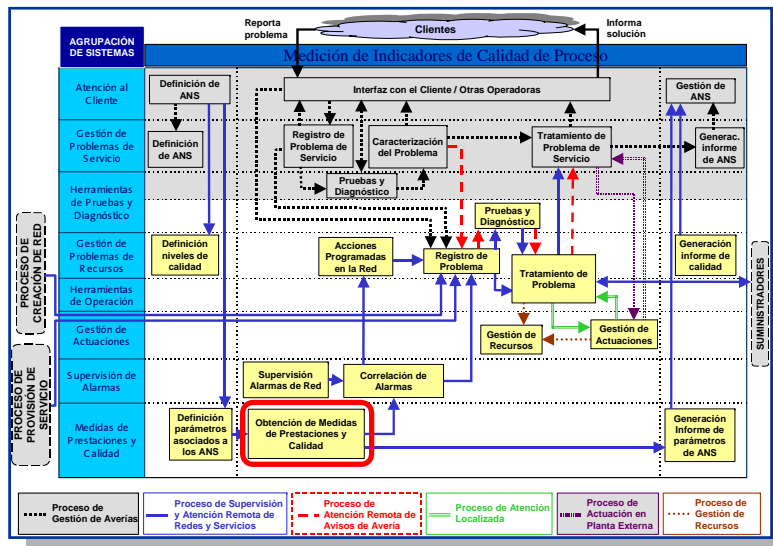 Reporta
problema
Clientes
Informa
solución
AGRUPACIÓN
DE SISTEMAS
Medición de Indicadores de Calidad de Proceso
Atención al
Cliente
Definición de
ANS
Interfaz con el Cliente / Otras Operadoras
Gestión de
ANS
Gestión de
Problemas de
Servicio
Definición
de ANS
Registro de
Problema de
Servicio
Caracterización
del Problema
Tratamiento de
Problema de
Servicio
Generac.
informe
de ANS
Pruebas y
Diagnóstico
Herramientas
de Pruebas y
Diagnóstico
Pruebas y
Diagnóstico
PROCESO DE
CREACIÓN DE RED
Gestión de
Problemas de
Recursos
Definición
niveles de
calidad
Acciones
Programadas
en la Red
Registro de
Problema
Tratamiento de
Problema
Generación
informe de
calidad
SUMINISTRADORES
Herramientas
de Operación
Gestión de
Actuaciones
Gestión de
Recursos
Gestión de
Actuaciones
PROCESO DE
PROVISIÓN DE
SERVICIO
Supervisión de
Alarmas
Supervisión
Alarmas de Red
Correlación de
Alarmas
Medidas de
Prestaciones y
Calidad
Definición
parámetros
asociados a
los ANS
Obtención de Medidas
de Prestaciones y
Calidad
Generación
Informe de
parámetros
de ANS
Proceso de
Gestión de Averías
Proceso de Supervisión
y Atención Remota de
Redes y Servicios
Proceso de
Atención Remota de
Avisos de Avería
Proceso de Atención
Localizada
Proceso de
Actuación en
Planta Externa
Proceso de
Gestión de
Recursos